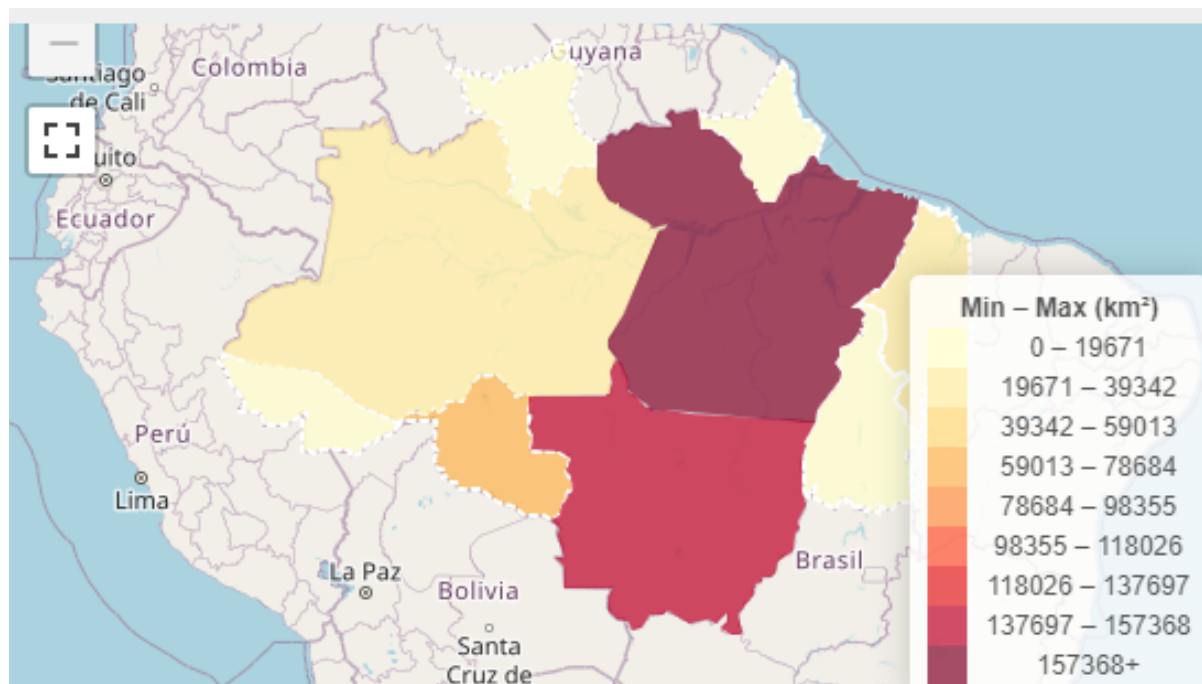 Guyana
Colombia
Santiago
de Cali
uito
Ecuador
Perú
Lima
La Paz
Bolivia
Santa
Cruz de
Brasil
Min – Max (km²)
0 – 19671
19671 – 39342
39342 – 59013
59013 – 78684
78684 – 98355
98355 – 118026
118026 – 137697
137697 – 157368
157368+